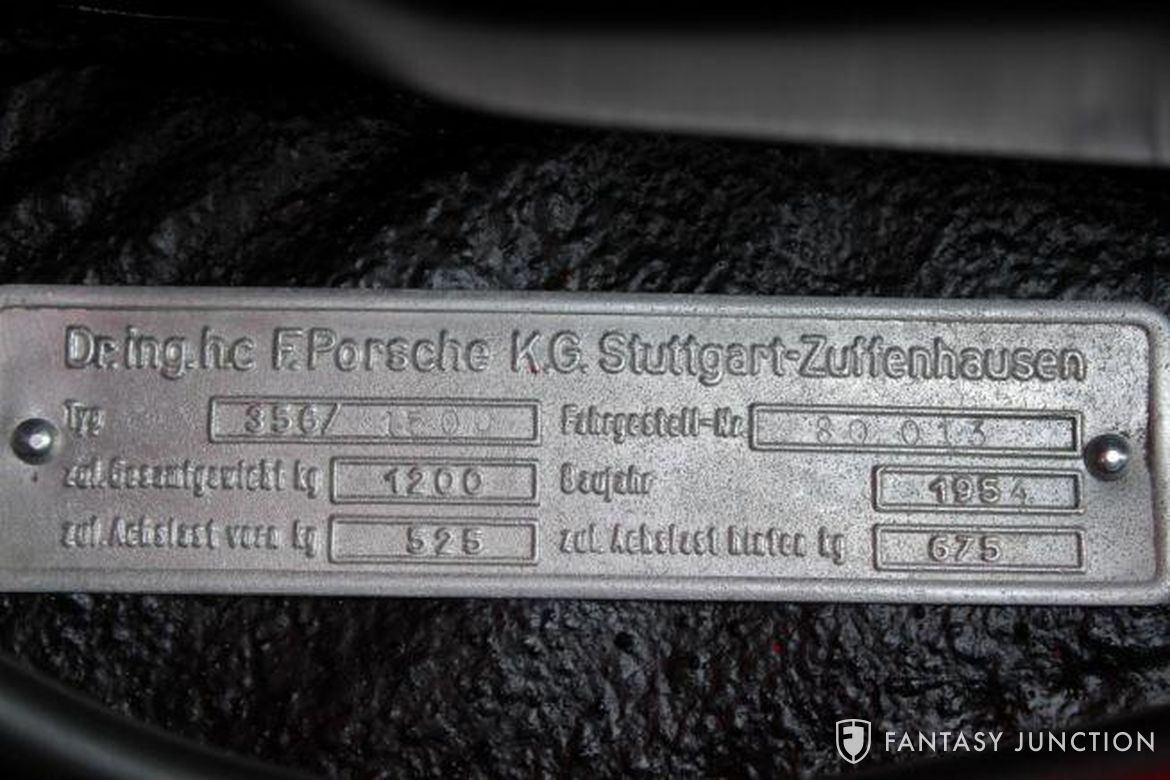 Dr.ing.h.c F.Porsche K.G. Stuttgart-Zuffenhausen
Typ 356/ 1500 Fahrgestell-Nr. 80 013
zul. Gesamtgewicht kg 1200 Baujahr 1954
zul. Achslast vorn kg 525 zul. Achslast hinten kg 675
FANTASY JUNCTION